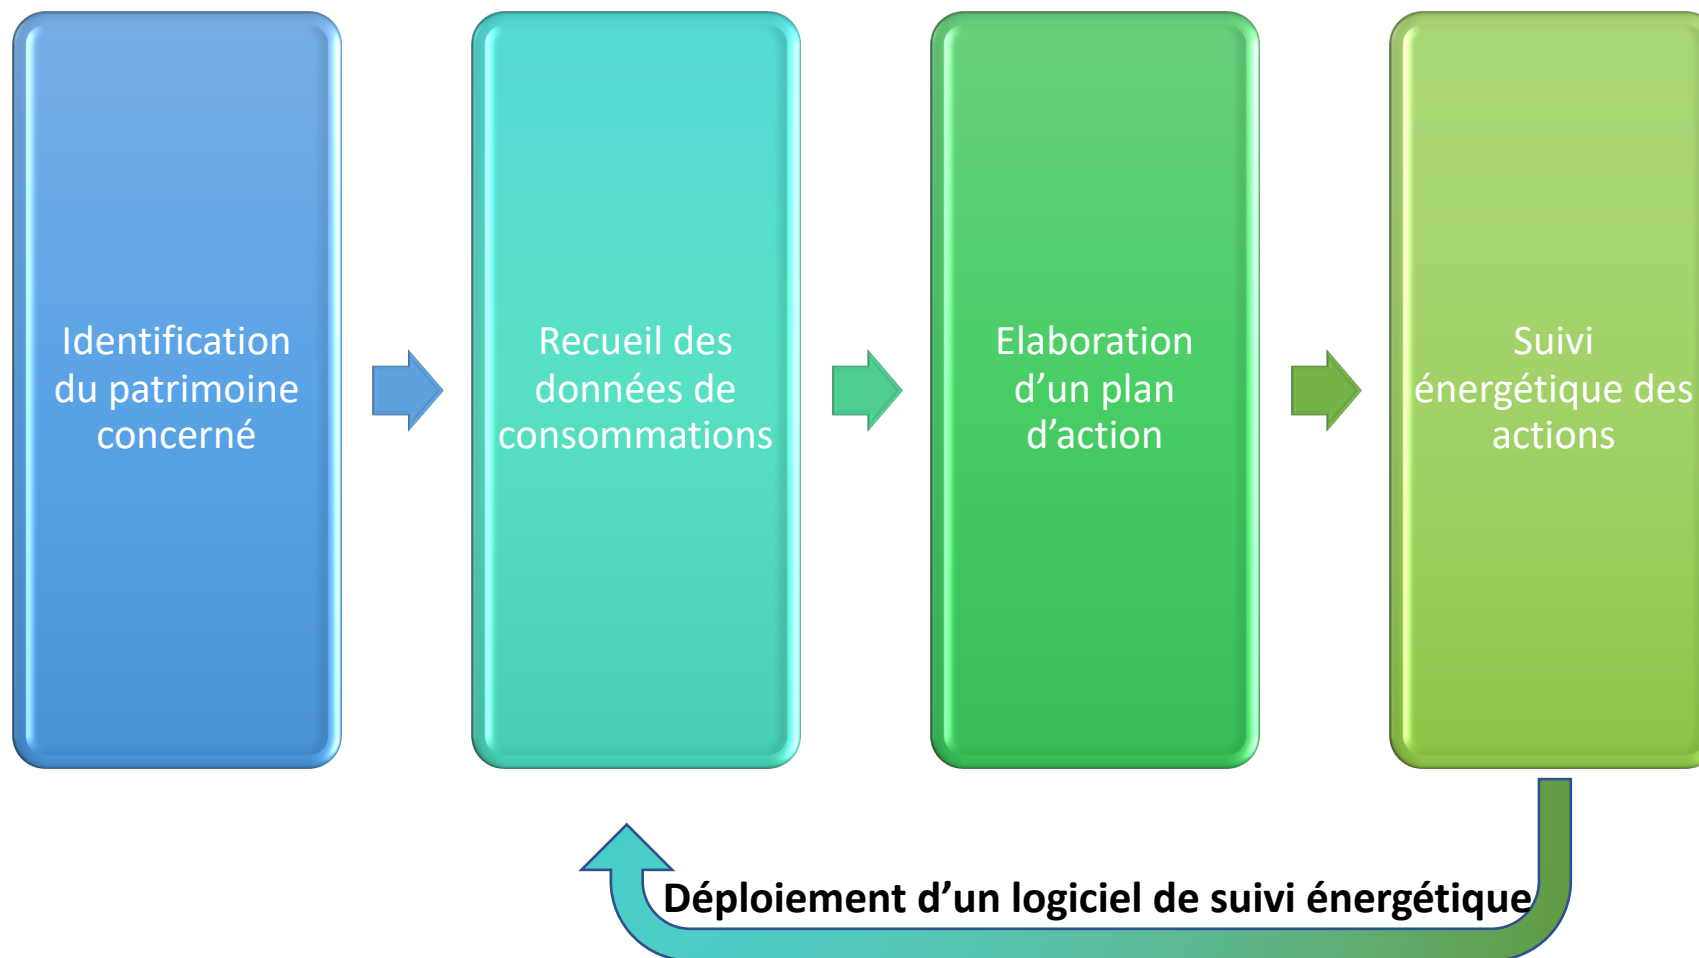 Identification
du patrimoine
concerné
Recueil des
données de
consommations
Elaboration
d’un plan
d’action
Suivi
énergétique des
actions
Déploiement d’un logiciel de suivi énergétique